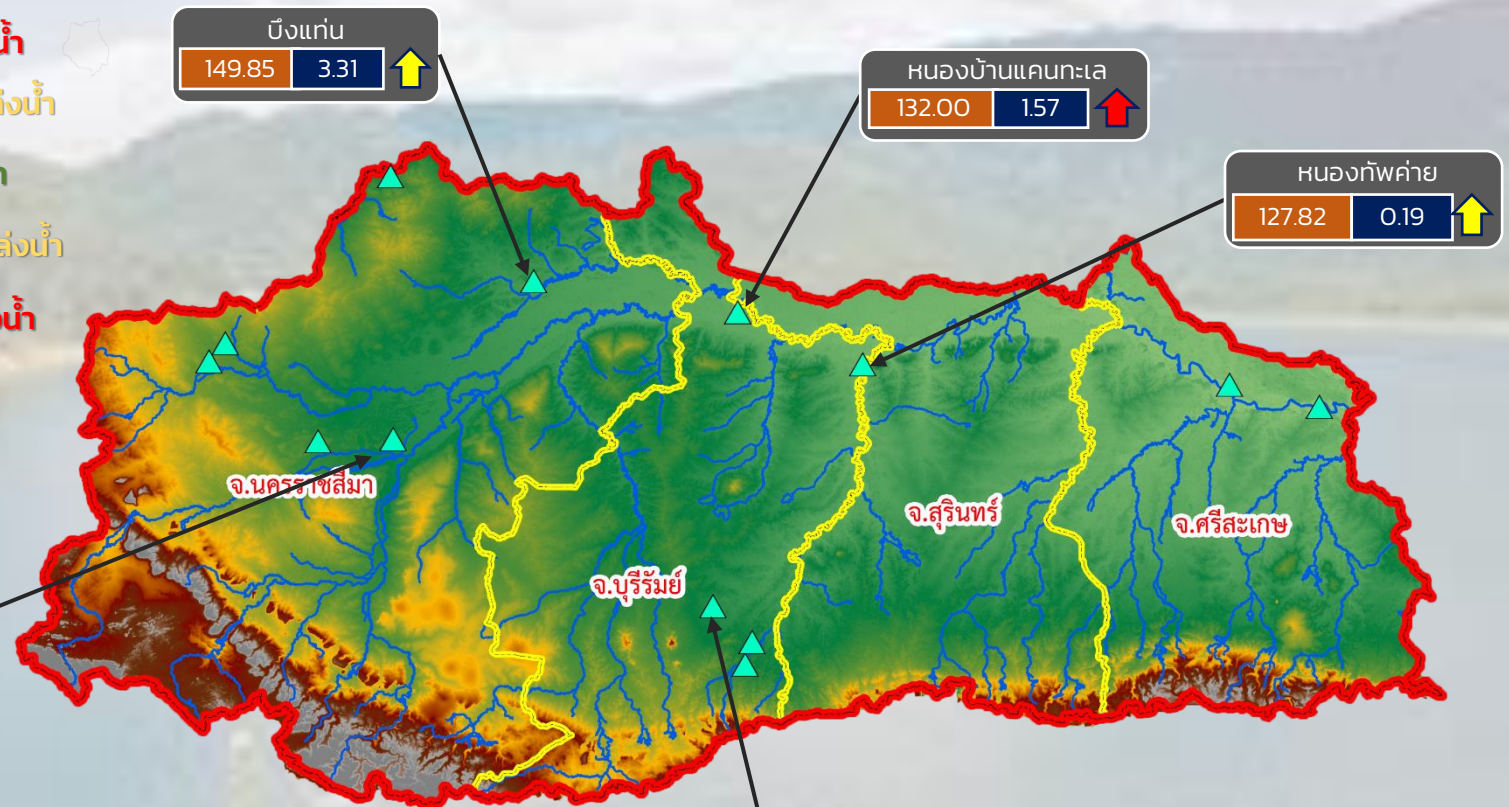 บึงแท่น
149.85 3.31
หนองบ้านแคนทะเล
132.00 1.57
หนองทัพค่าย
127.82 0.19
จ.นครราชสีมา
จ.บุรีรัมย์
จ.สุรินทร์
จ.ศรีสะเกษ